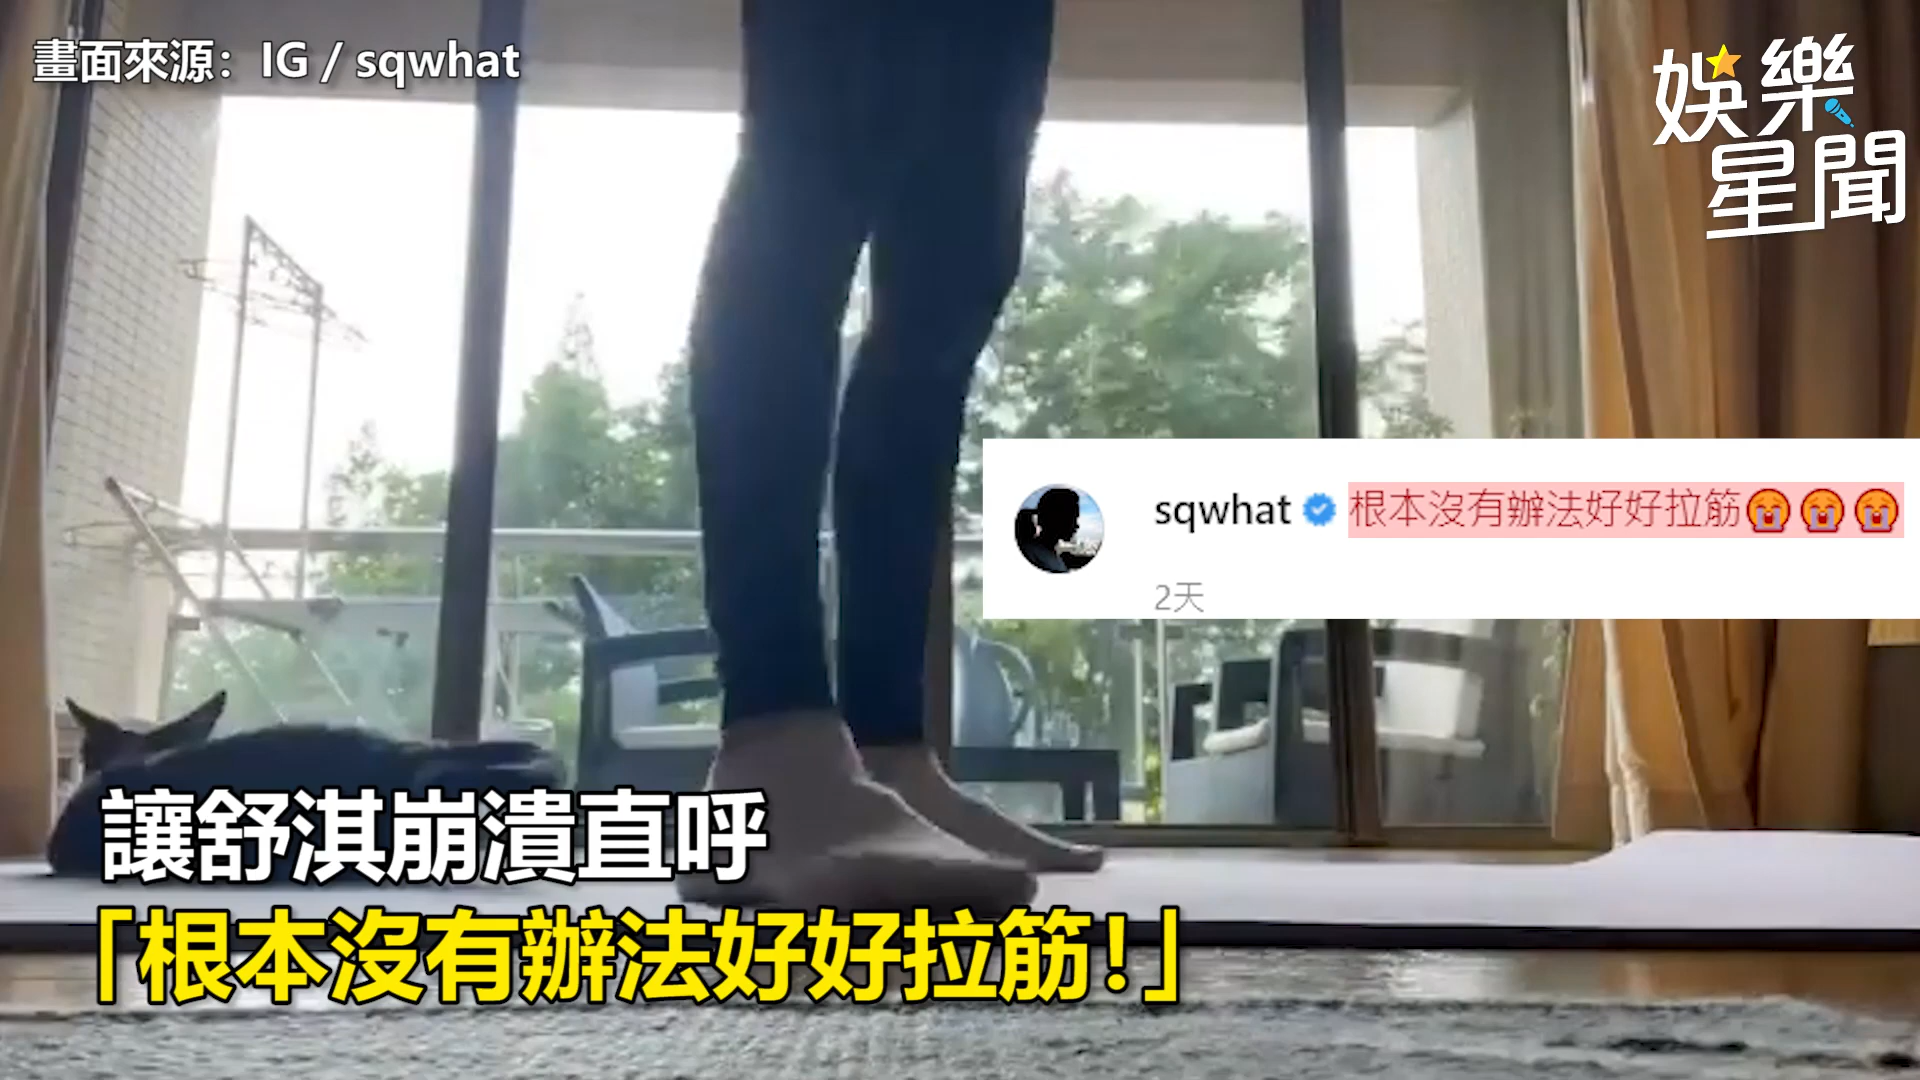 畫面來源：IG / sqwhat
娛樂
星聞
sqwhat 根本沒有辦法好好拉筋😭😭😭
2天
讓舒淇崩潰直呼
「根本沒有辦法好好拉筋！」